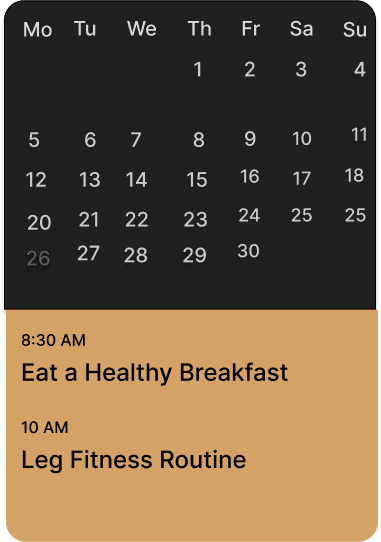 Mo Tu We Th Fr Sa Su
1 2 3 4
5 6 7 8 9 10 11
12 13 14 15 16 17 18
20 21 22 23 24 25 25
26 27 28 29 30
8:30 AM
Eat a Healthy Breakfast
10 AM
Leg Fitness Routine